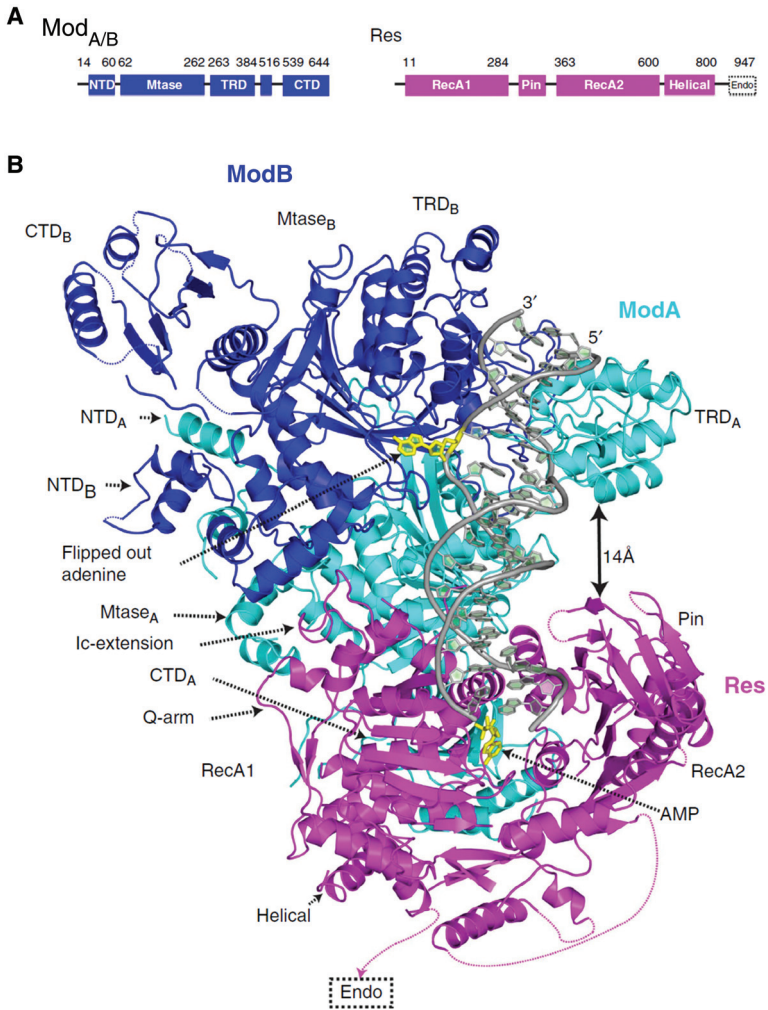 A
Mod A/B
Res
14 60 62 262 263 384 516 539 644
NTD Mtase TRD CTD
11 284 363 600 800 947
RecA1 Pin RecA2 Helical Endo
B
ModB
CTDB
MtaseB
TRDB
3′
5′
ModA
TRDA
NTDA
NTDB
Flipped out
adenine
14Å
MtaseA
Ic-extension
Pin
CTDA
Res
Q-arm
RecA1
RecA2
AMP
Helical
Endo